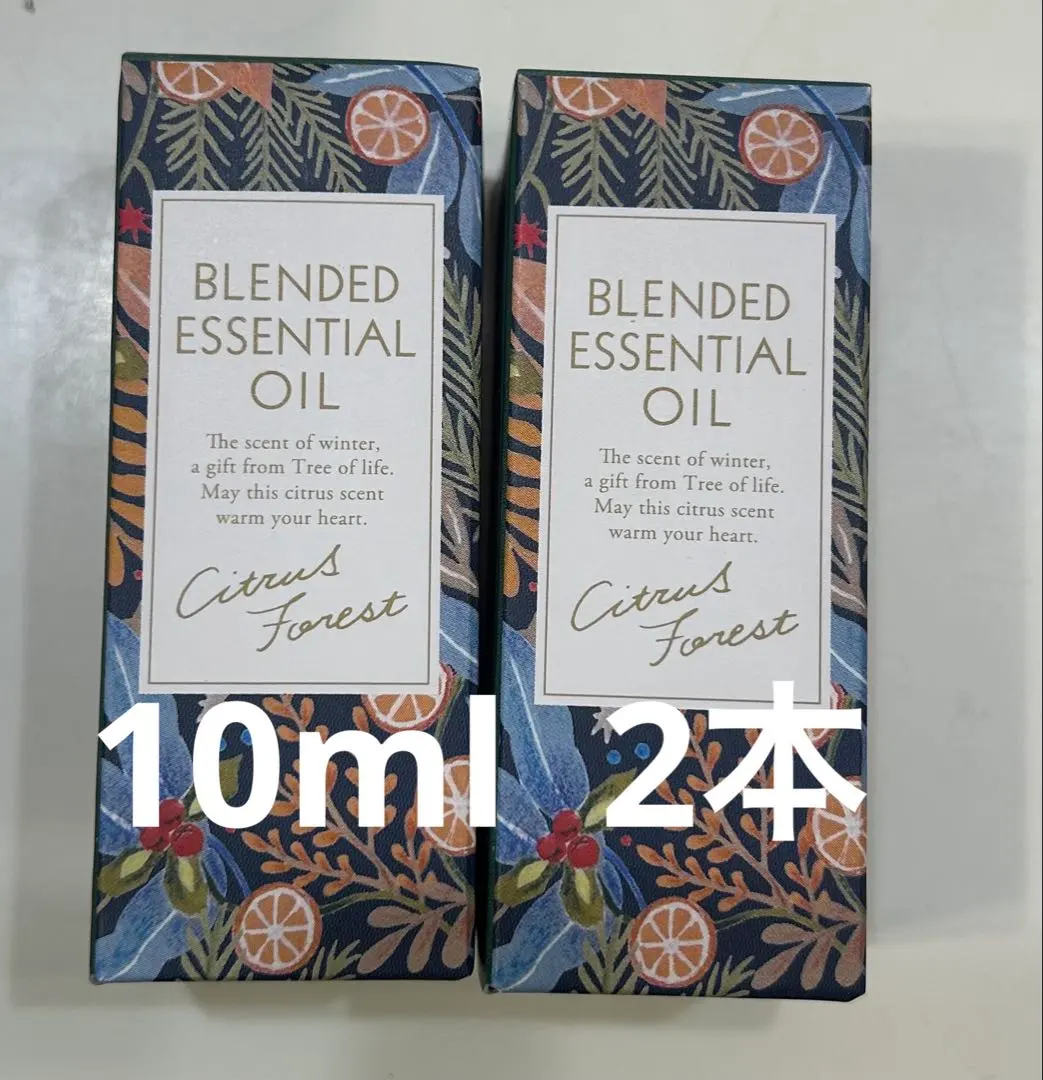 BLENDED
ESSENTIAL
OIL
The scent of winter,
a gift from Tree of life.
May this citrus scent
warm your heart.
Citrus
Forest
BLENDED
ESSENTIAL
OIL
The scent of winter,
a gift from Tree of life.
May this citrus scent
warm your heart.
Citrus
Forest
10ml 2本